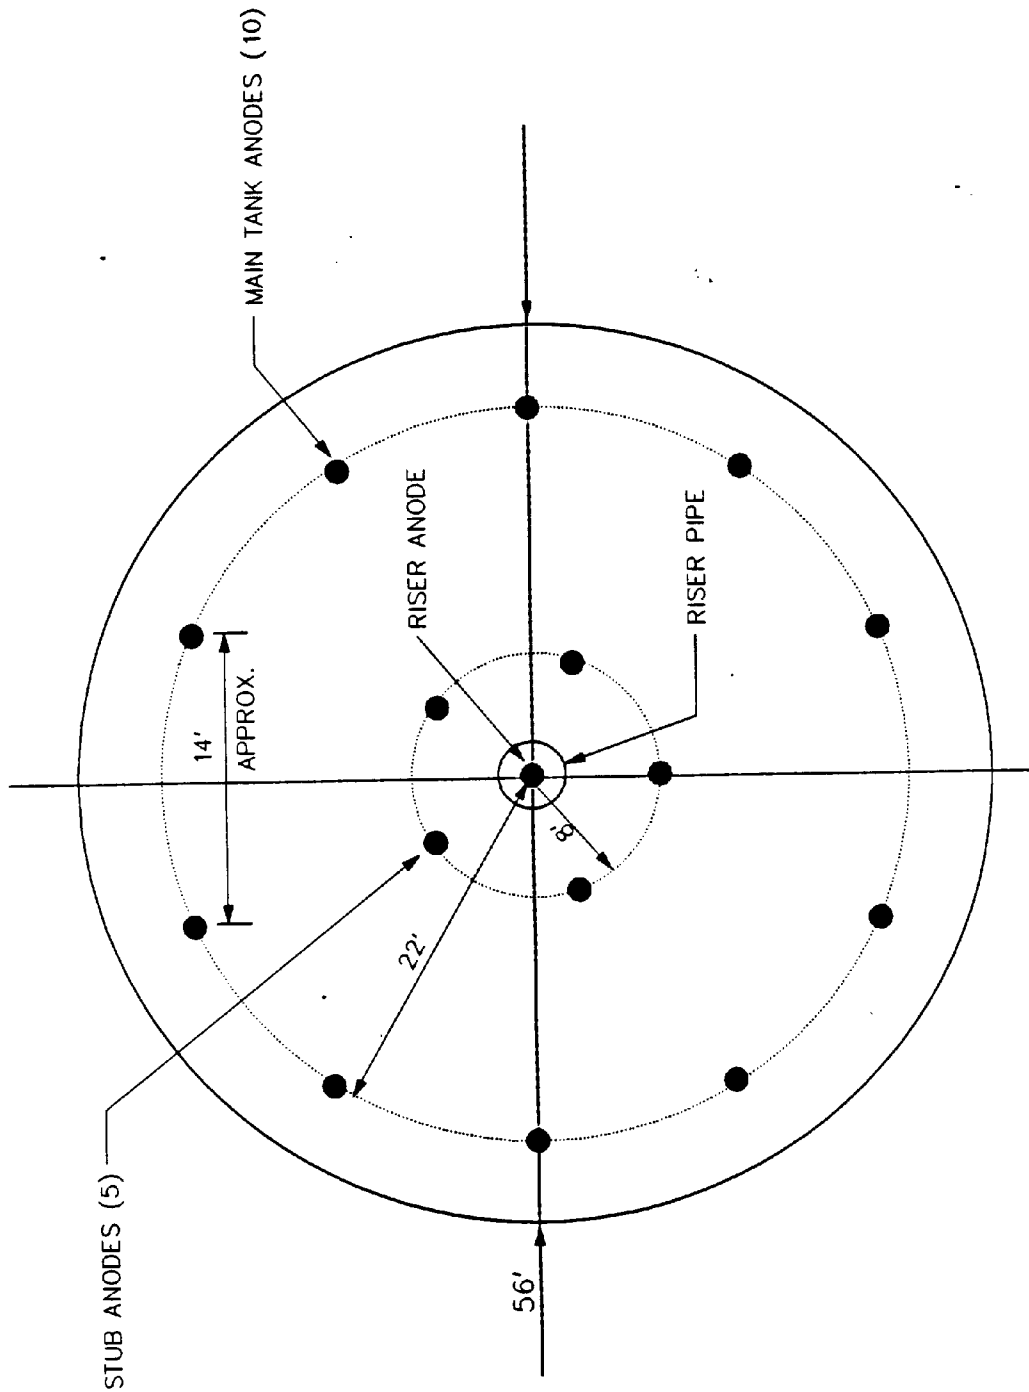 MAIN TANK ANODES (10)
STUB ANODES (5)
14'
APPROX.
RISER ANODE
RISER PIPE
22'
8'
56'